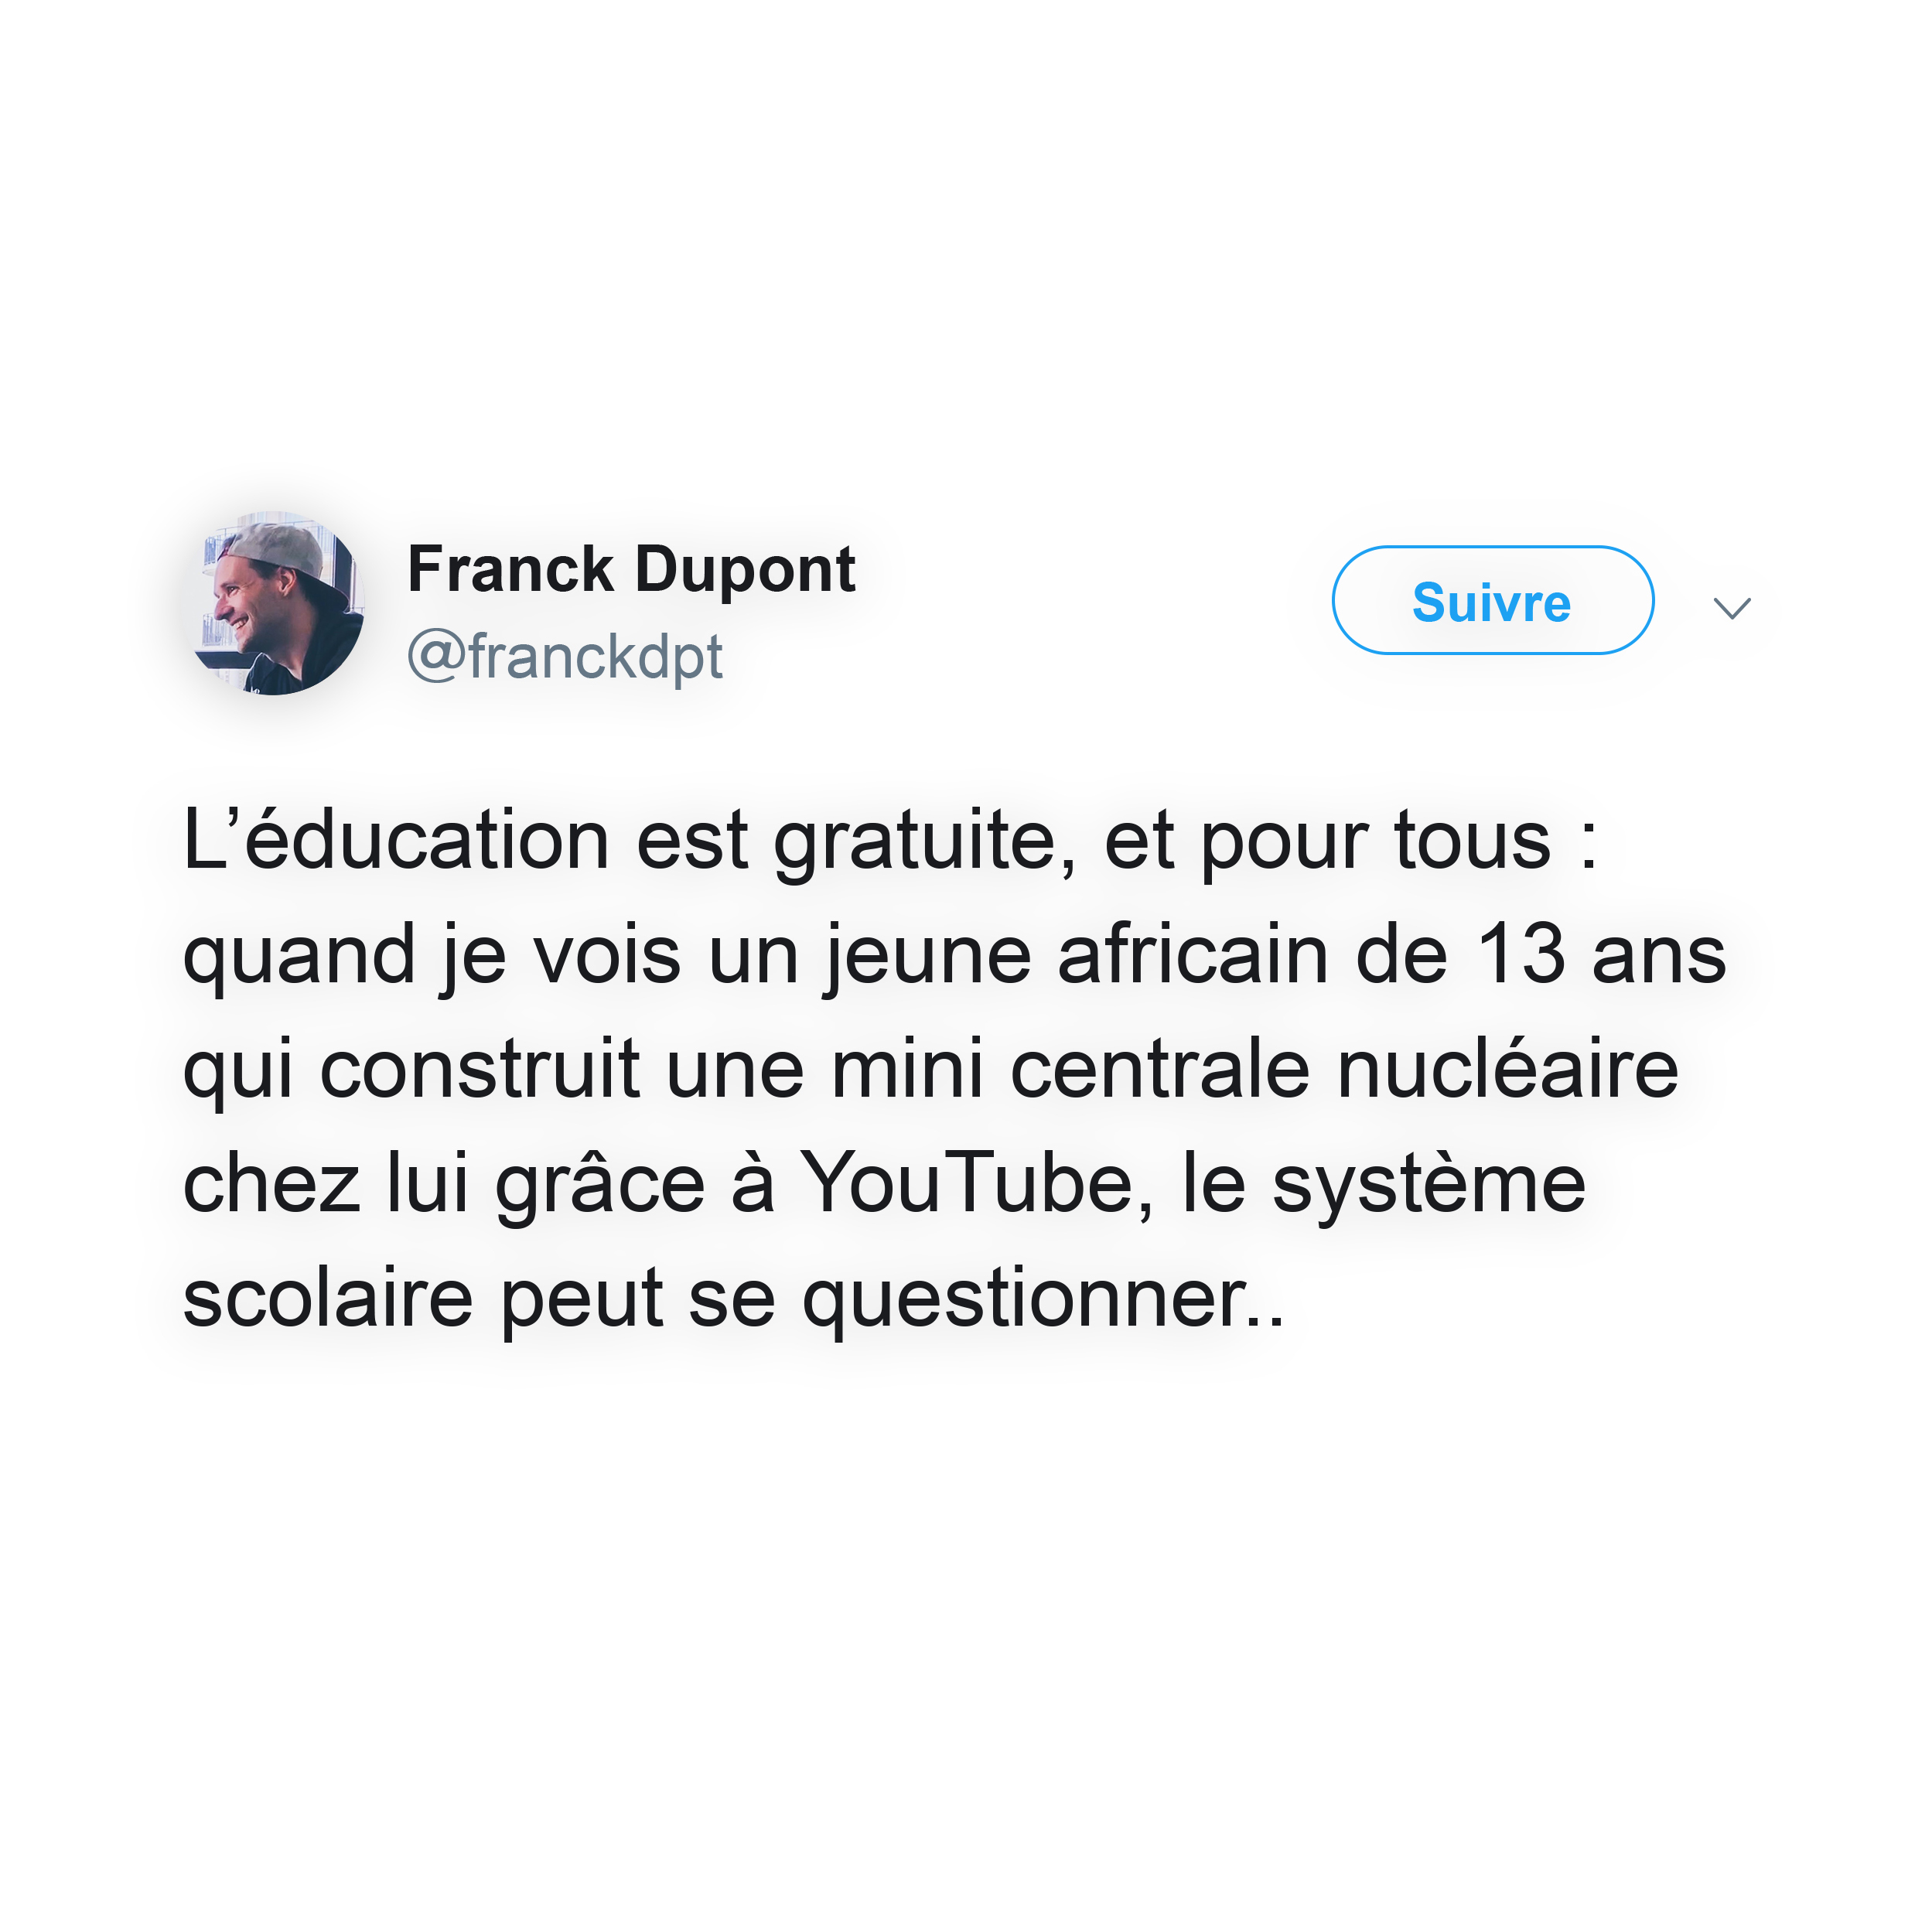 Franck Dupont
@franckdpt
Suivre
L’éducation est gratuite, et pour tous :
quand je vois un jeune africain de 13 ans
qui construit une mini centrale nucléaire
chez lui grâce à YouTube, le système
scolaire peut se questionner..